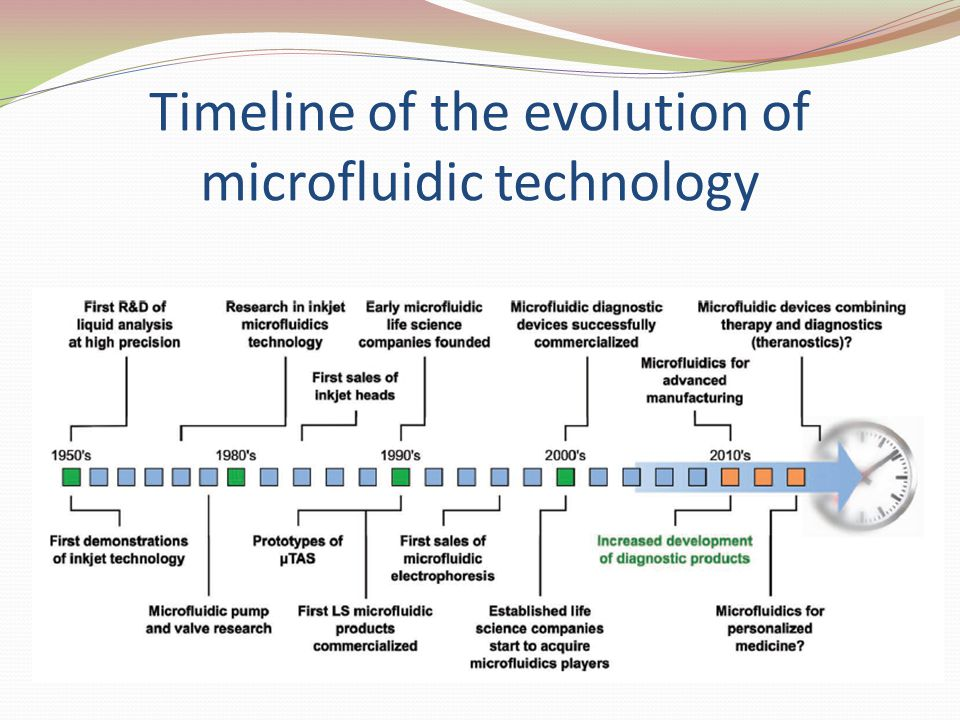 Timeline of the evolution of
microfluidic technology
First R&D of
liquid analysis
at high precision
Research in inkjet
microfluidics
technology
Early microfluidic
life science
companies founded
Microfluidic diagnostic
devices successfully
commercialized
Microfluidic devices combining
therapy and diagnostics
(theranostics)?
First sales of
inkjet heads
Microfluidics for
advanced
manufacturing
1950's
1980's
1990's
2000's
2010's
First demonstrations
of inkjet technology
Prototypes of
µTAS
First sales of
microfluidic
electrophoresis
Increased development
of diagnostic products
Microfluidic pump
and valve research
First LS microfluidic
products
commercialized
Established life
science companies
start to acquire
microfluidics players
Microfluidics for
personalized
medicine?